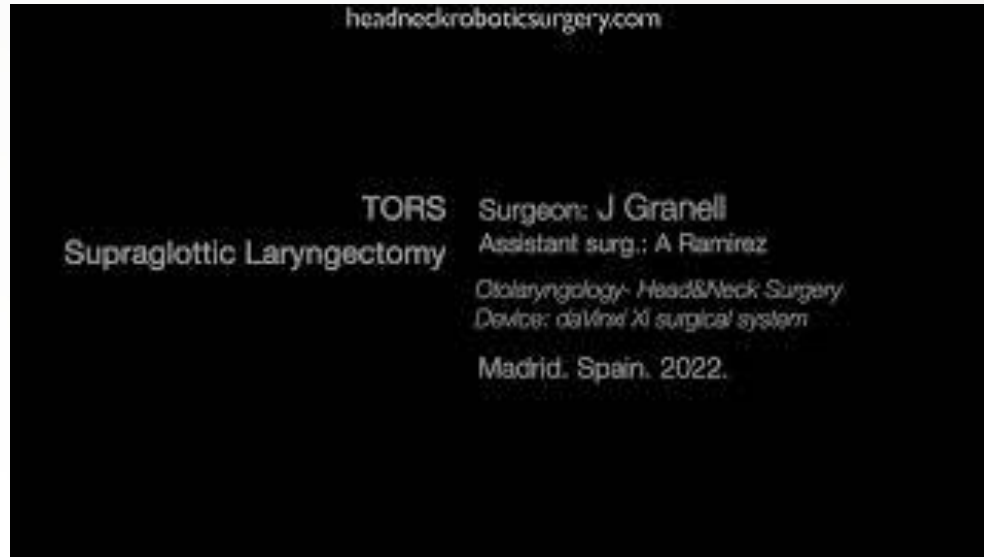 headneckroboticsurgery.com
TORS
Supraglottic Laryngectomy
Surgeon: J Granell
Assistant surg.: A Ramirez
Otolaryngology- Head&Neck Surgery
Device: daVinxi Xi surgical system
Madrid. Spain. 2022.